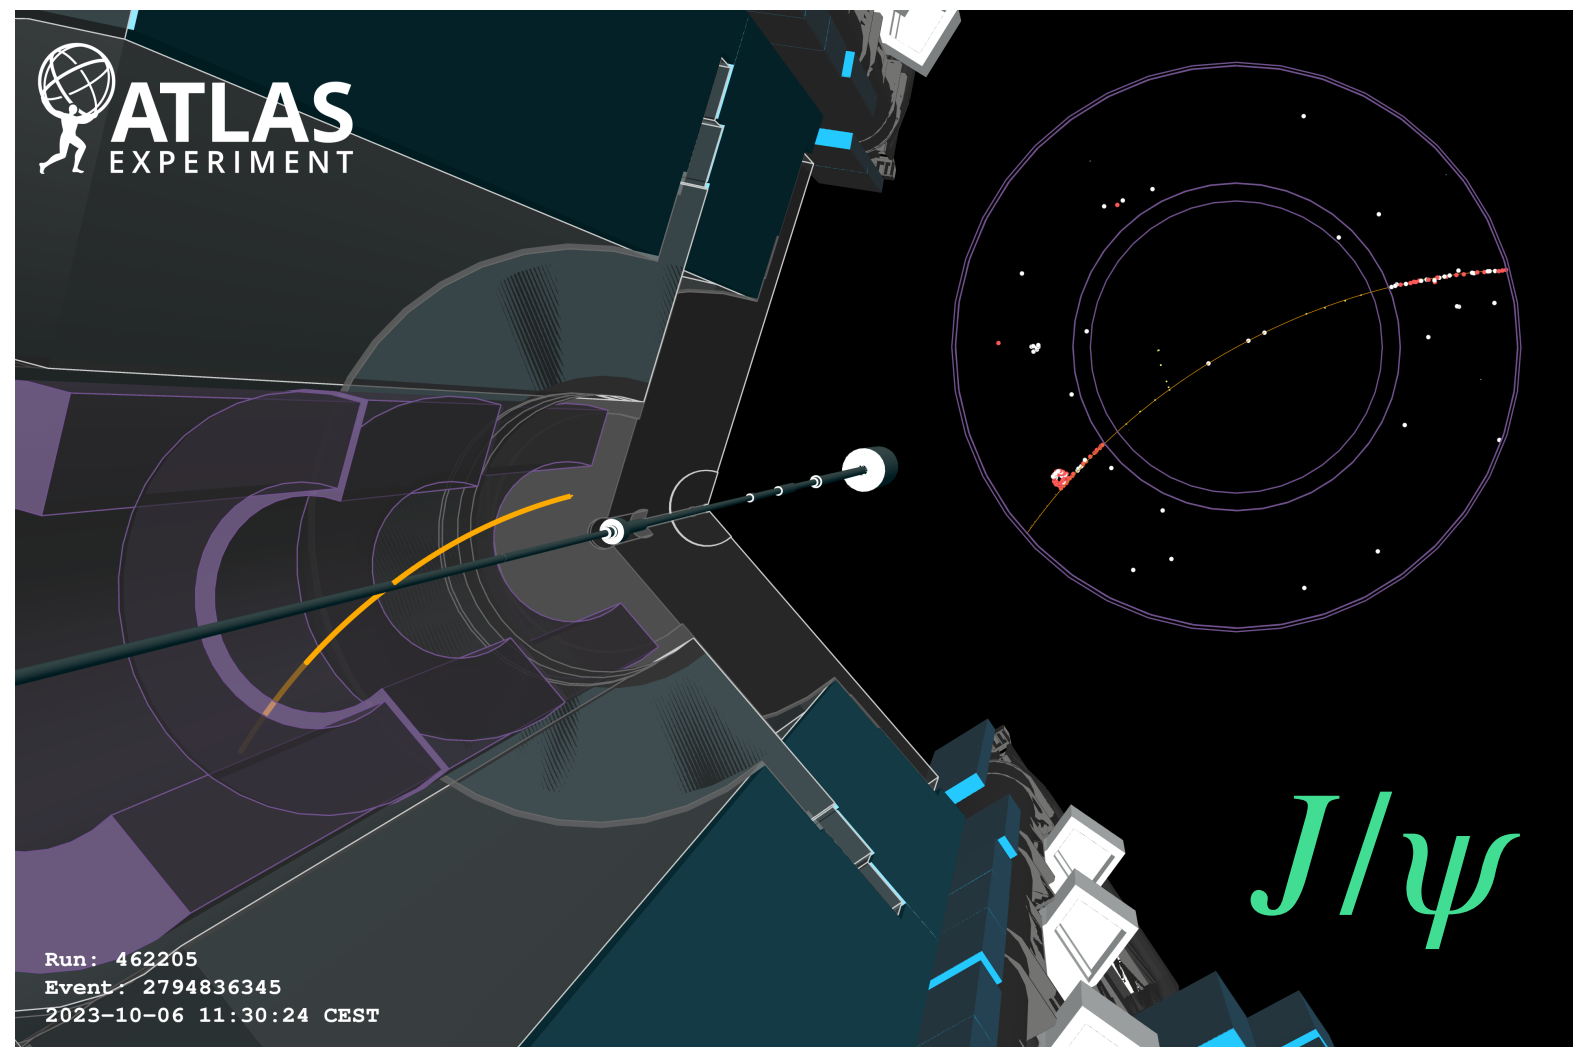 ATLAS
EXPERIMENT
J/ψ
Run: 462205
Event: 2794836345
2023-10-06 11:30:24 CEST